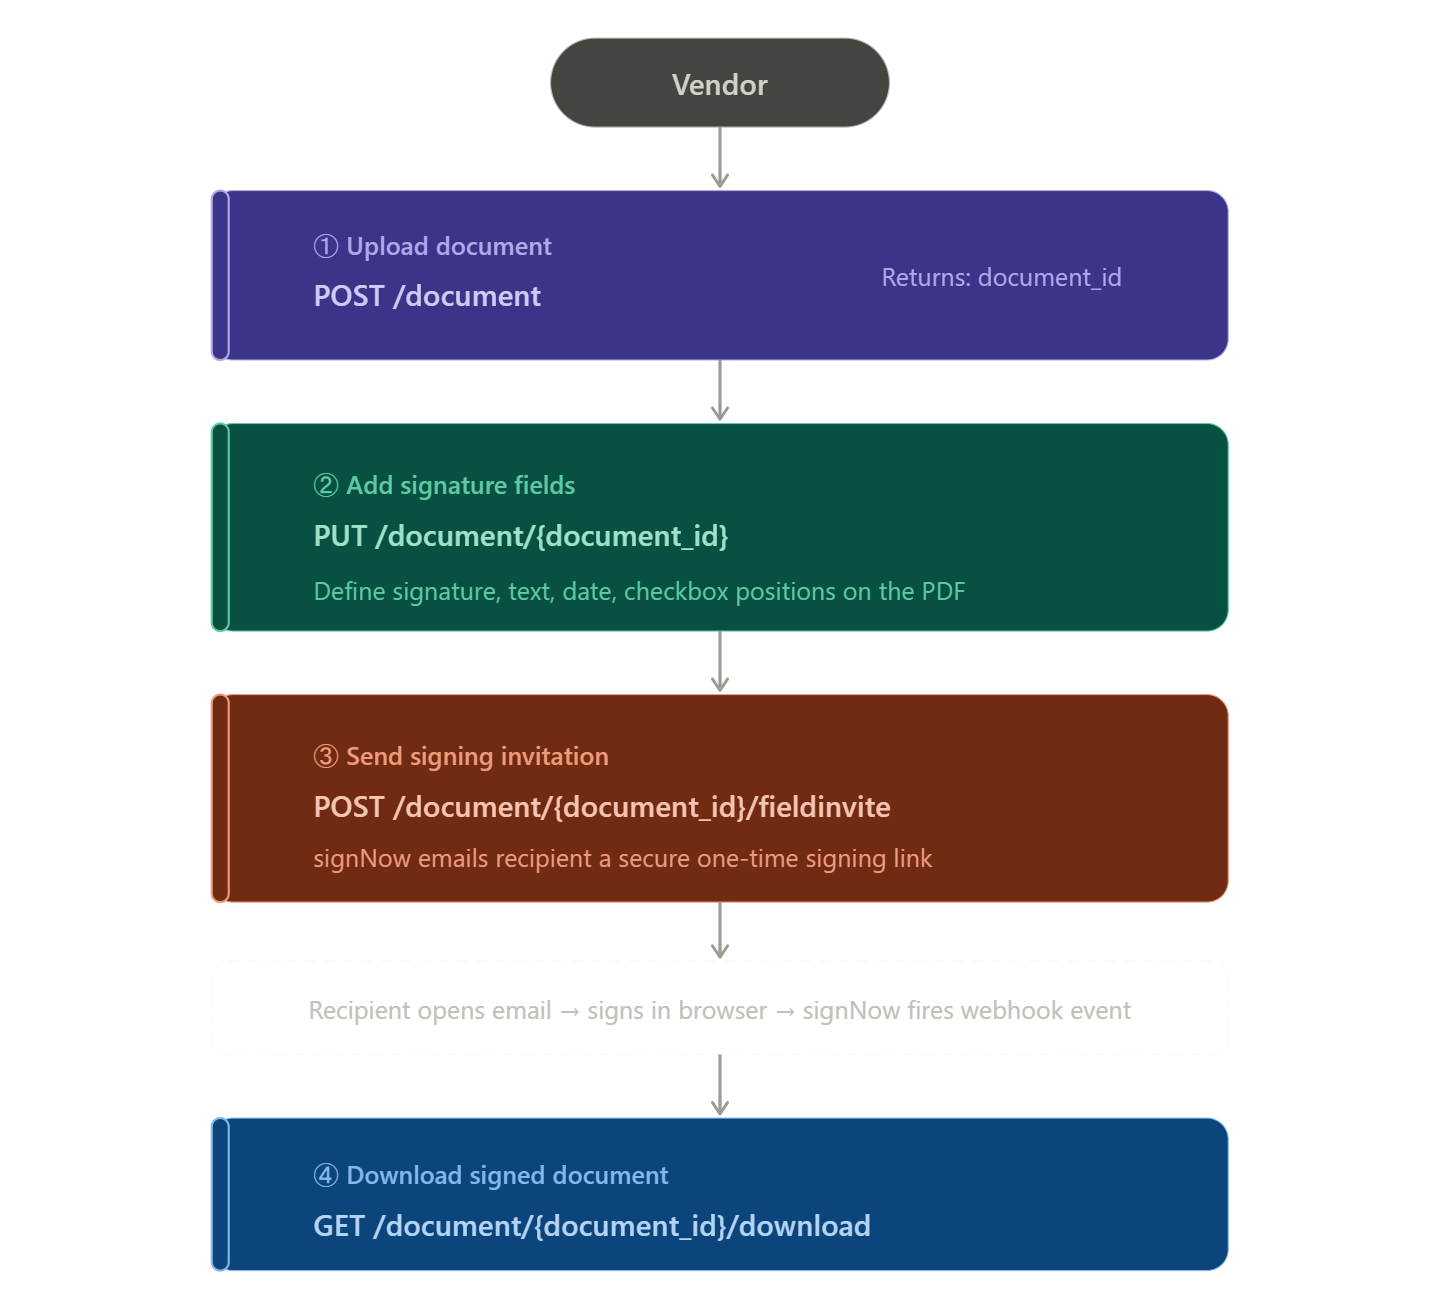 Vendor
① Upload document
POST /document
Returns: document_id
② Add signature fields
PUT /document/{document_id}
Define signature, text, date, checkbox positions on the PDF
③ Send signing invitation
POST /document/{document_id}/fieldinvite
signNow emails recipient a secure one-time signing link
Recipient opens email → signs in browser → signNow fires webhook event
④ Download signed document
GET /document/{document_id}/download